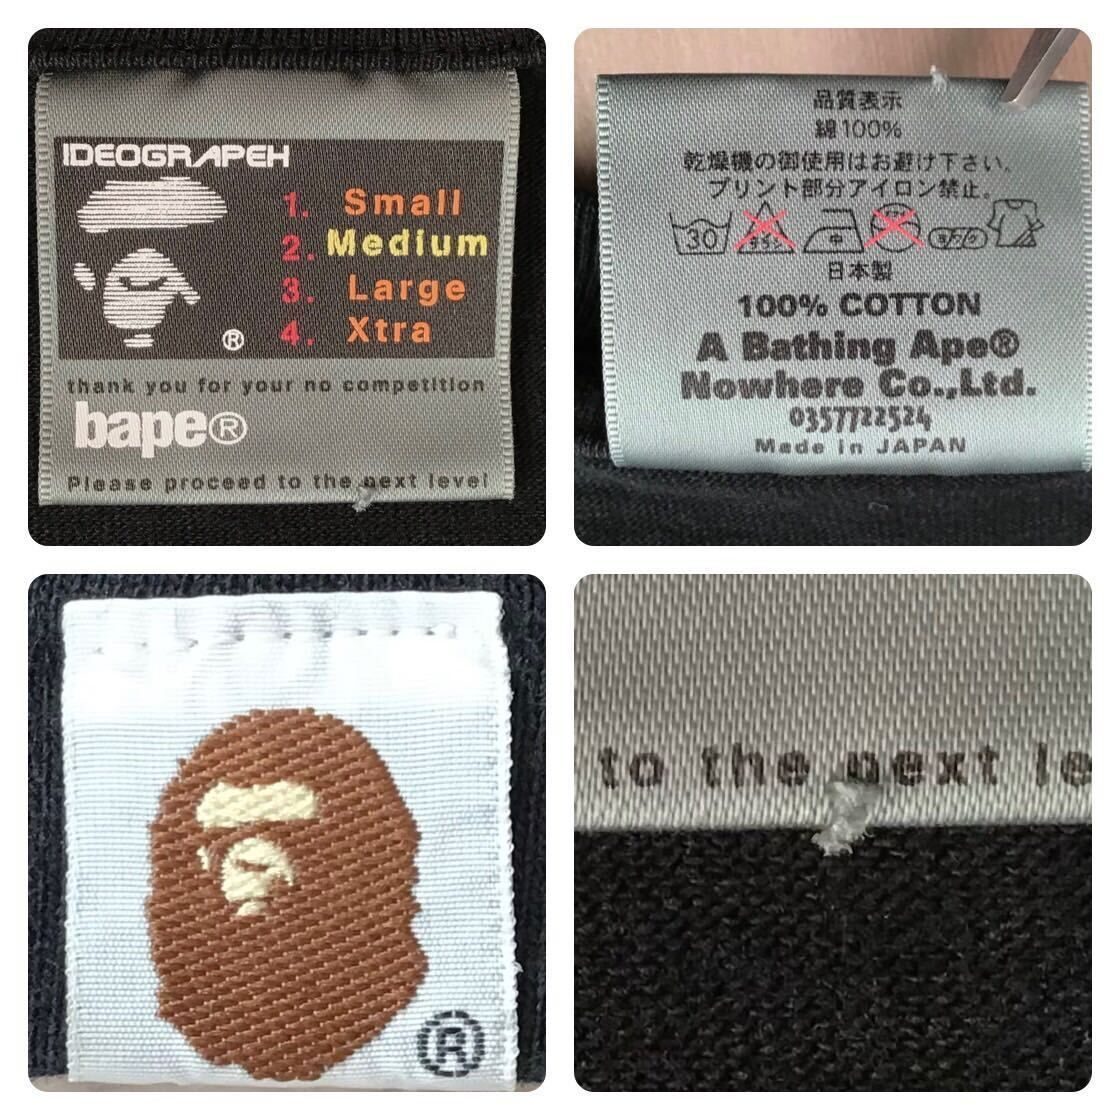 IDEOGRAPEH
1. Small
2. Medium
3. Large
4. Xtra
®
thank you for your no competition
bape®
Please proceed to the next level
品質表示
綿100%
乾燥機の御使用はお避け下さい。
プリント部分アイロン禁止。
30 中
日本製
100% COTTON
A Bathing Ape®
Nowhere Co.,Ltd.
0357722524
Made in JAPAN
®
to the next le